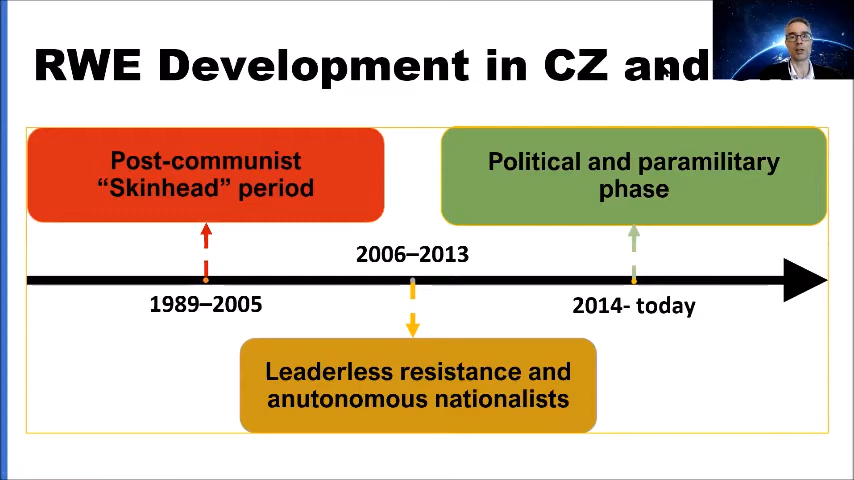 RWE Development in CZ and
Post-communist
“Skinhead” period
Political and paramilitary
phase
2006–2013
1989–2005
2014- today
Leaderless resistance and
anutonomous nationalists